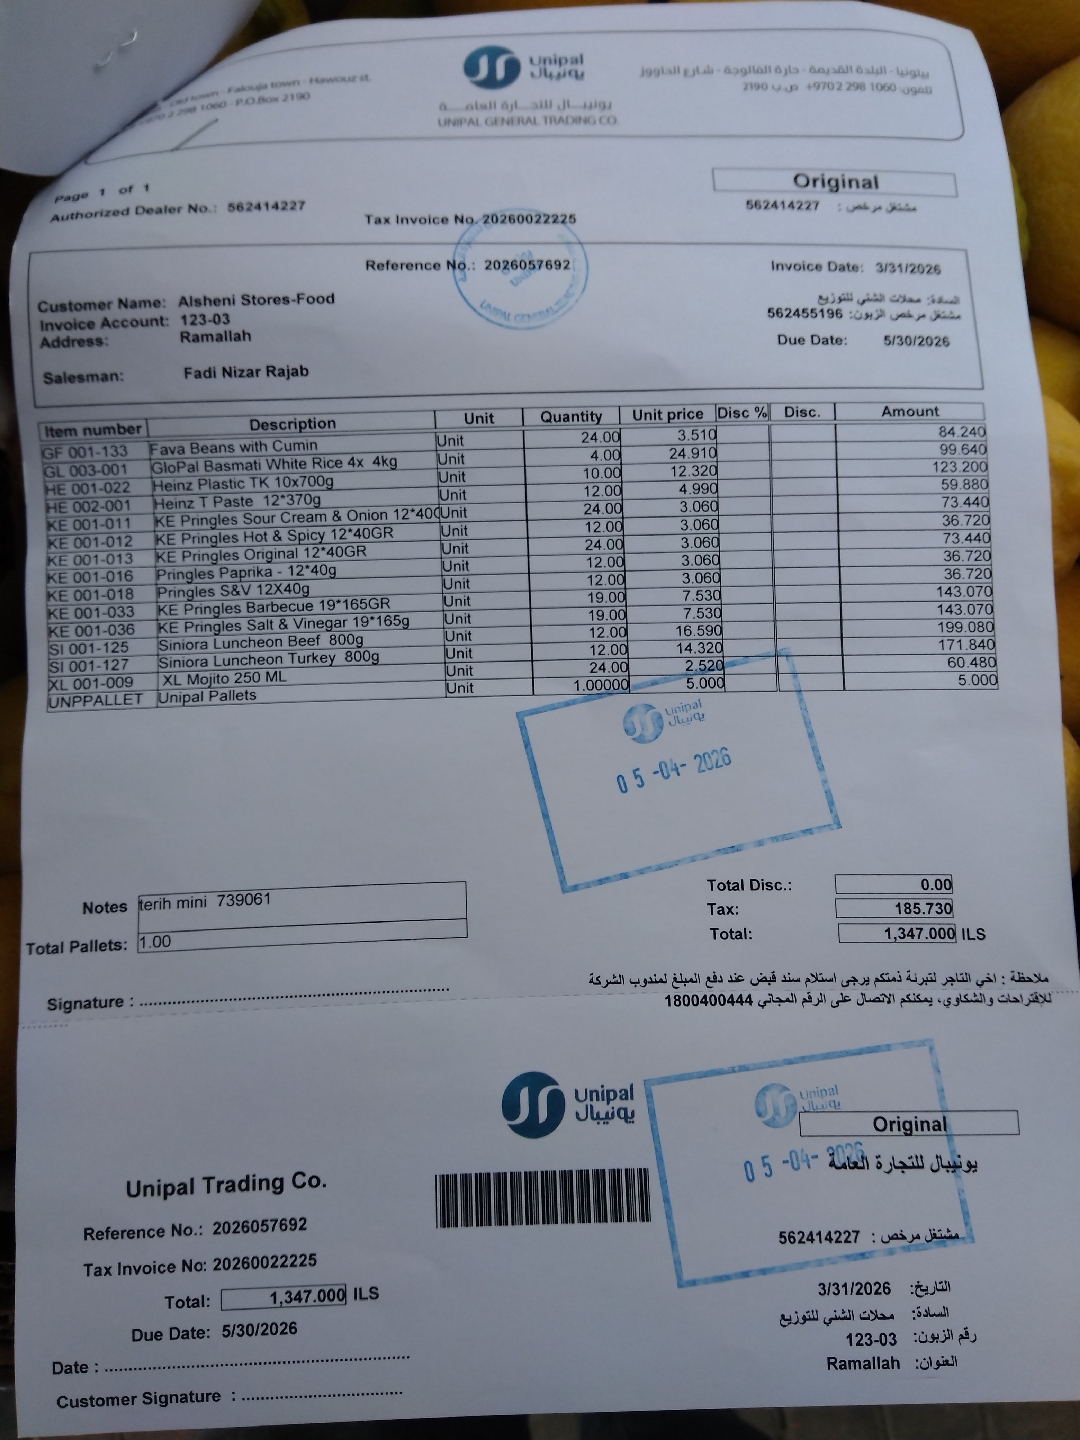 Unipal
يونيبال
يونيبـــال للتجـــارة العامـــة
UNIPAL GENERAL TRADING CO.
town - Falouja town - Hawouz st.
+970 2 298 1060 - P.O.Box 2190
بيتونيا - البلدة القديمة - حارة الفالوجة - شارع الحاووز
تلفون: 1060 298 2 970+ ص.ب 2190
Page 1 of 1
Original
Authorized Dealer No.: 562414227
Tax Invoice No. 20260022225
مشتغل مرخص : 562414227
Reference No.: 2026057692
Invoice Date: 3/31/2026
Customer Name: Alsheni Stores-Food
السادة: محلات الشني للتوزيع
Invoice Account: 123-03
مشتغل مرخص الزبون: 562455196
Address: Ramallah
Due Date: 5/30/2026
Salesman: Fadi Nizar Rajab
Item number Description Unit Quantity Unit price Disc % Disc. Amount
GF 001-133 Fava Beans with Cumin Unit 24.00 3.510 84.240
GL 003-001 GloPal Basmati White Rice 4x 4kg Unit 4.00 24.910 99.640
HE 001-022 Heinz Plastic TK 10x700g Unit 10.00 12.320 123.200
HE 002-001 Heinz T Paste 12*370g Unit 12.00 4.990 59.880
KE 001-011 KE Pringles Sour Cream & Onion 12*40G Unit 24.00 3.060 73.440
KE 001-012 KE Pringles Hot & Spicy 12*40GR Unit 12.00 3.060 36.720
KE 001-013 KE Pringles Original 12*40GR Unit 24.00 3.060 73.440
KE 001-016 Pringles Paprika - 12*40g Unit 12.00 3.060 36.720
KE 001-018 Pringles S&V 12X40g Unit 12.00 3.060 36.720
KE 001-033 KE Pringles Barbecue 19*165GR Unit 19.00 7.530 143.070
KE 001-036 KE Pringles Salt & Vinegar 19*165g Unit 19.00 7.530 143.070
SI 001-125 Siniora Luncheon Beef 800g Unit 12.00 16.590 199.080
SI 001-127 Siniora Luncheon Turkey 800g Unit 12.00 14.320 171.840
XL 001-009 XL Mojito 250 ML Unit 24.00 2.520 60.480
UNPPALLET Unipal Pallets Unit 1.00000 5.000 5.000
Unipal
يونيبال
05-04-2026
Notes terih mini 739061
Total Pallets: 1.00
Total Disc.: 0.00
Tax: 185.730
Total: 1,347.000 ILS
ملاحظة : اخي التاجر لتبرئة ذمتكم يرجى استلام سند قبض عند دفع المبلغ لمندوب الشركة
للإقتراحات والشكاوي، يمكنكم الاتصال على الرقم المجاني 1800400444
Signature :
Unipal
يونيبال
Unipal
يونيبال
Original
05-04-2026
يونيبال للتجارة العامة
Unipal Trading Co.
Reference No.: 2026057692
مشتغل مرخص : 562414227
Tax Invoice No: 20260022225
التاريخ: 3/31/2026
Total: 1,347.000 ILS
السادة: محلات الشني للتوزيع
Due Date: 5/30/2026
رقم الزبون: 123-03
العنوان: Ramallah
Date :
Customer Signature :